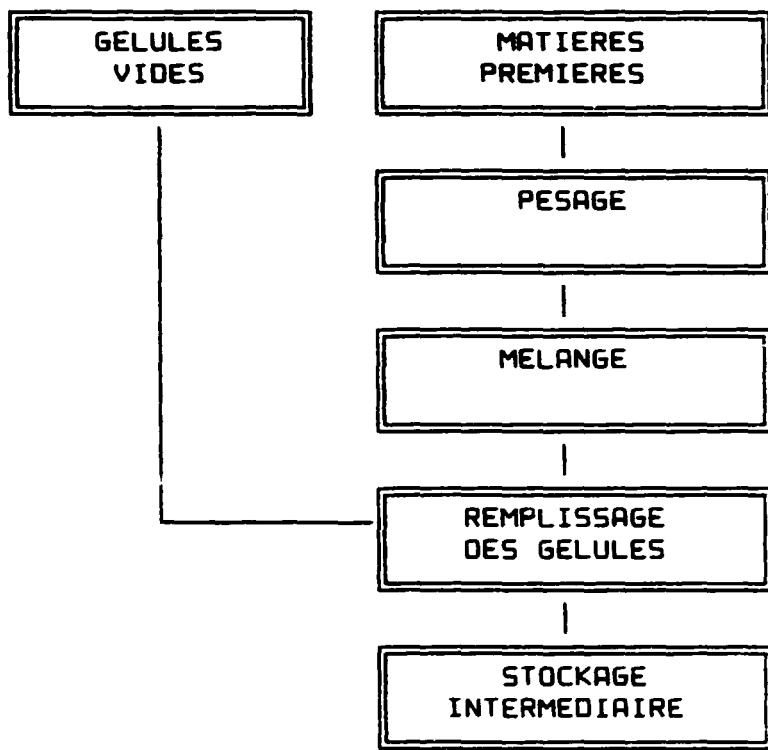 GELULES
VIDES
MATIERES
PREMIERES
PESAGE
MELANGE
REMPLISSAGE
DES GELULES
STOCKAGE
INTERMEDIAIRE